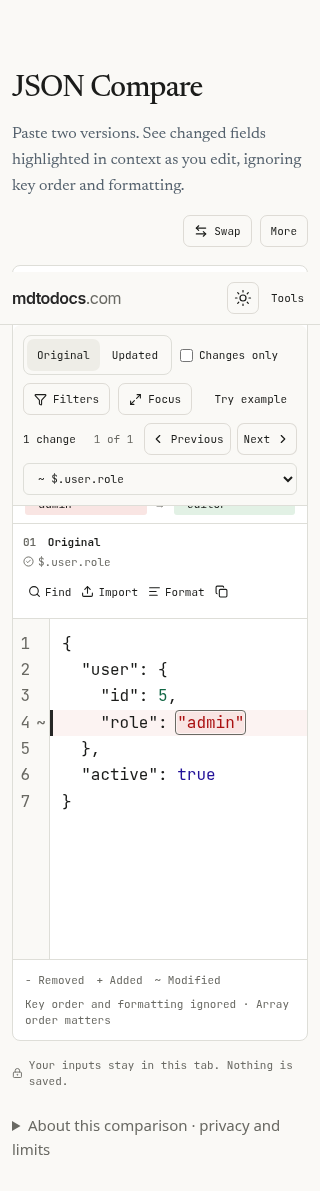 JSON Compare
Paste two versions. See changed fields
highlighted in context as you edit, ignoring
key order and formatting.
Swap More
mdtodocs.com Tools
Original Updated Changes only
Filters Focus Try example
1 change 1 of 1 Previous Next
~ $.user.role
01 Original
$.user.role
Find Import Format
1 {
2 "user": {
3 "id": 5,
4 ~ "role": "admin"
5 },
6 "active": true
7 }
- Removed + Added ~ Modified
Key order and formatting ignored · Array
order matters
Your inputs stay in this tab. Nothing is
saved.
About this comparison · privacy and
limits